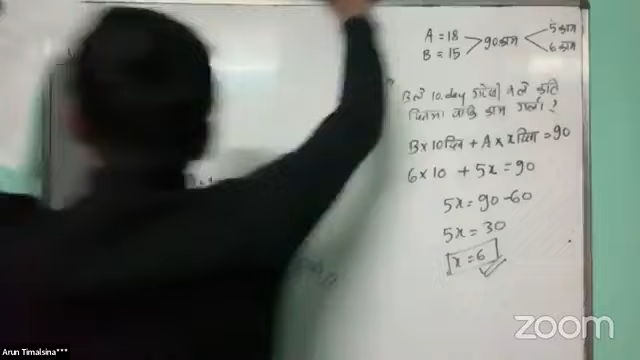 A = 18
B = 15
90 काम
5 काम
6 काम
B ले 10 day गरेपछि A ले कति
दिनमा बाकि काम गर्ला ?
B × 10 दिन + A × x दिन = 90
6 × 10 + 5x = 90
5x = 90 - 60
5x = 30
x = 6
zoom
Arun Timalsina***